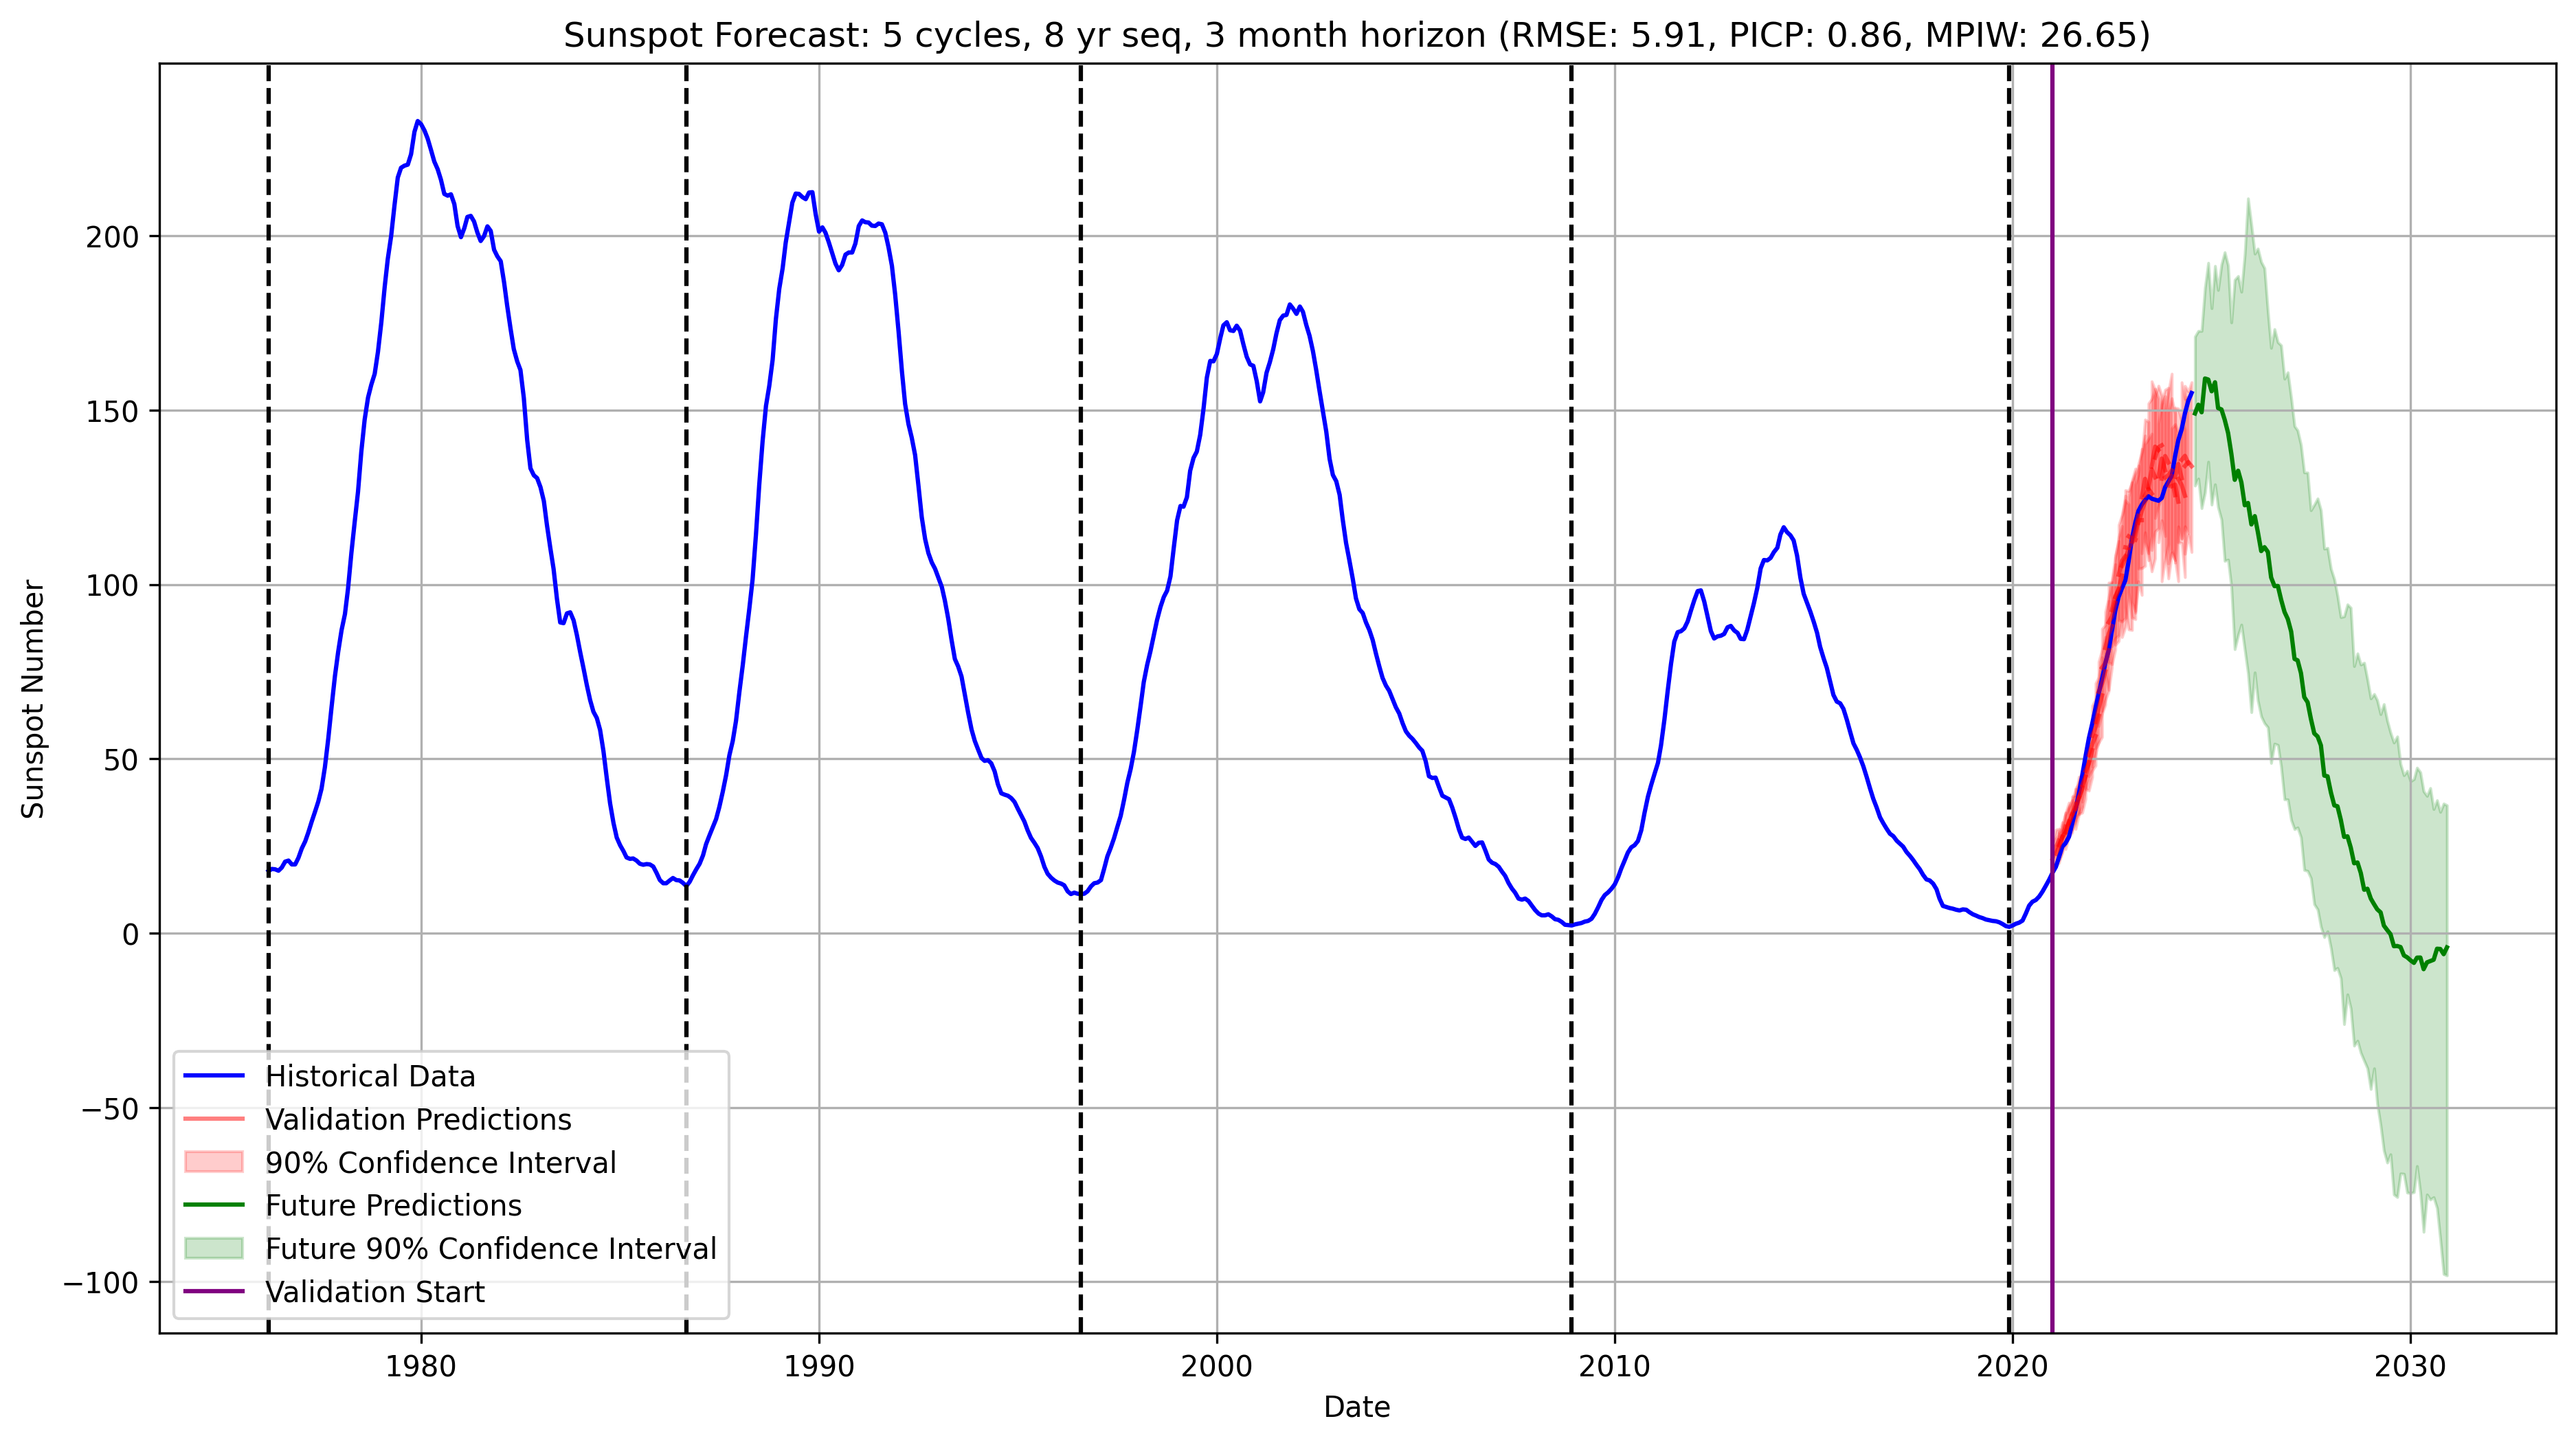 Sunspot Forecast: 5 cycles, 8 yr seq, 3 month horizon (RMSE: 5.91, PICP: 0.86, MPIW: 26.65)
Sunspot Number
200
150
100
50
0
−50
−100
Historical Data
Validation Predictions
90% Confidence Interval
Future Predictions
Future 90% Confidence Interval
Validation Start
1980 1990 2000 2010 2020 2030
Date